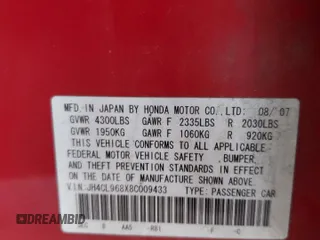 MFD. IN JAPAN BY HONDA MOTOR CO.,LTD. 08/07
GVWR 4300LBS GAWR F 2335LBS R 2030LBS
GVWR 1950KG GAWR F 1060KG R 920KG
THIS VEHICLE CONFORMS TO ALL APPLICABLE
FEDERAL MOTOR VEHICLE SAFETY ,BUMPER,
AND THEFT PREVENTION STANDARDS IN EFFECT ON
THE DATE OF MANUFACTURE SHOWN ABOVE.
V.I.N:JH4CL968X8C009433 TYPE: PASSENGER CAR
DREAMBID